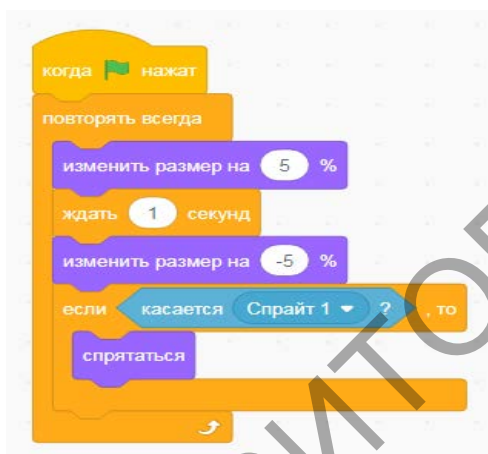 когда нажат
повторять всегда
изменить размер на 5 %
ждать 1 секунд
изменить размер на -5 %
если касается Спрайт 1 ? , то
спрятаться